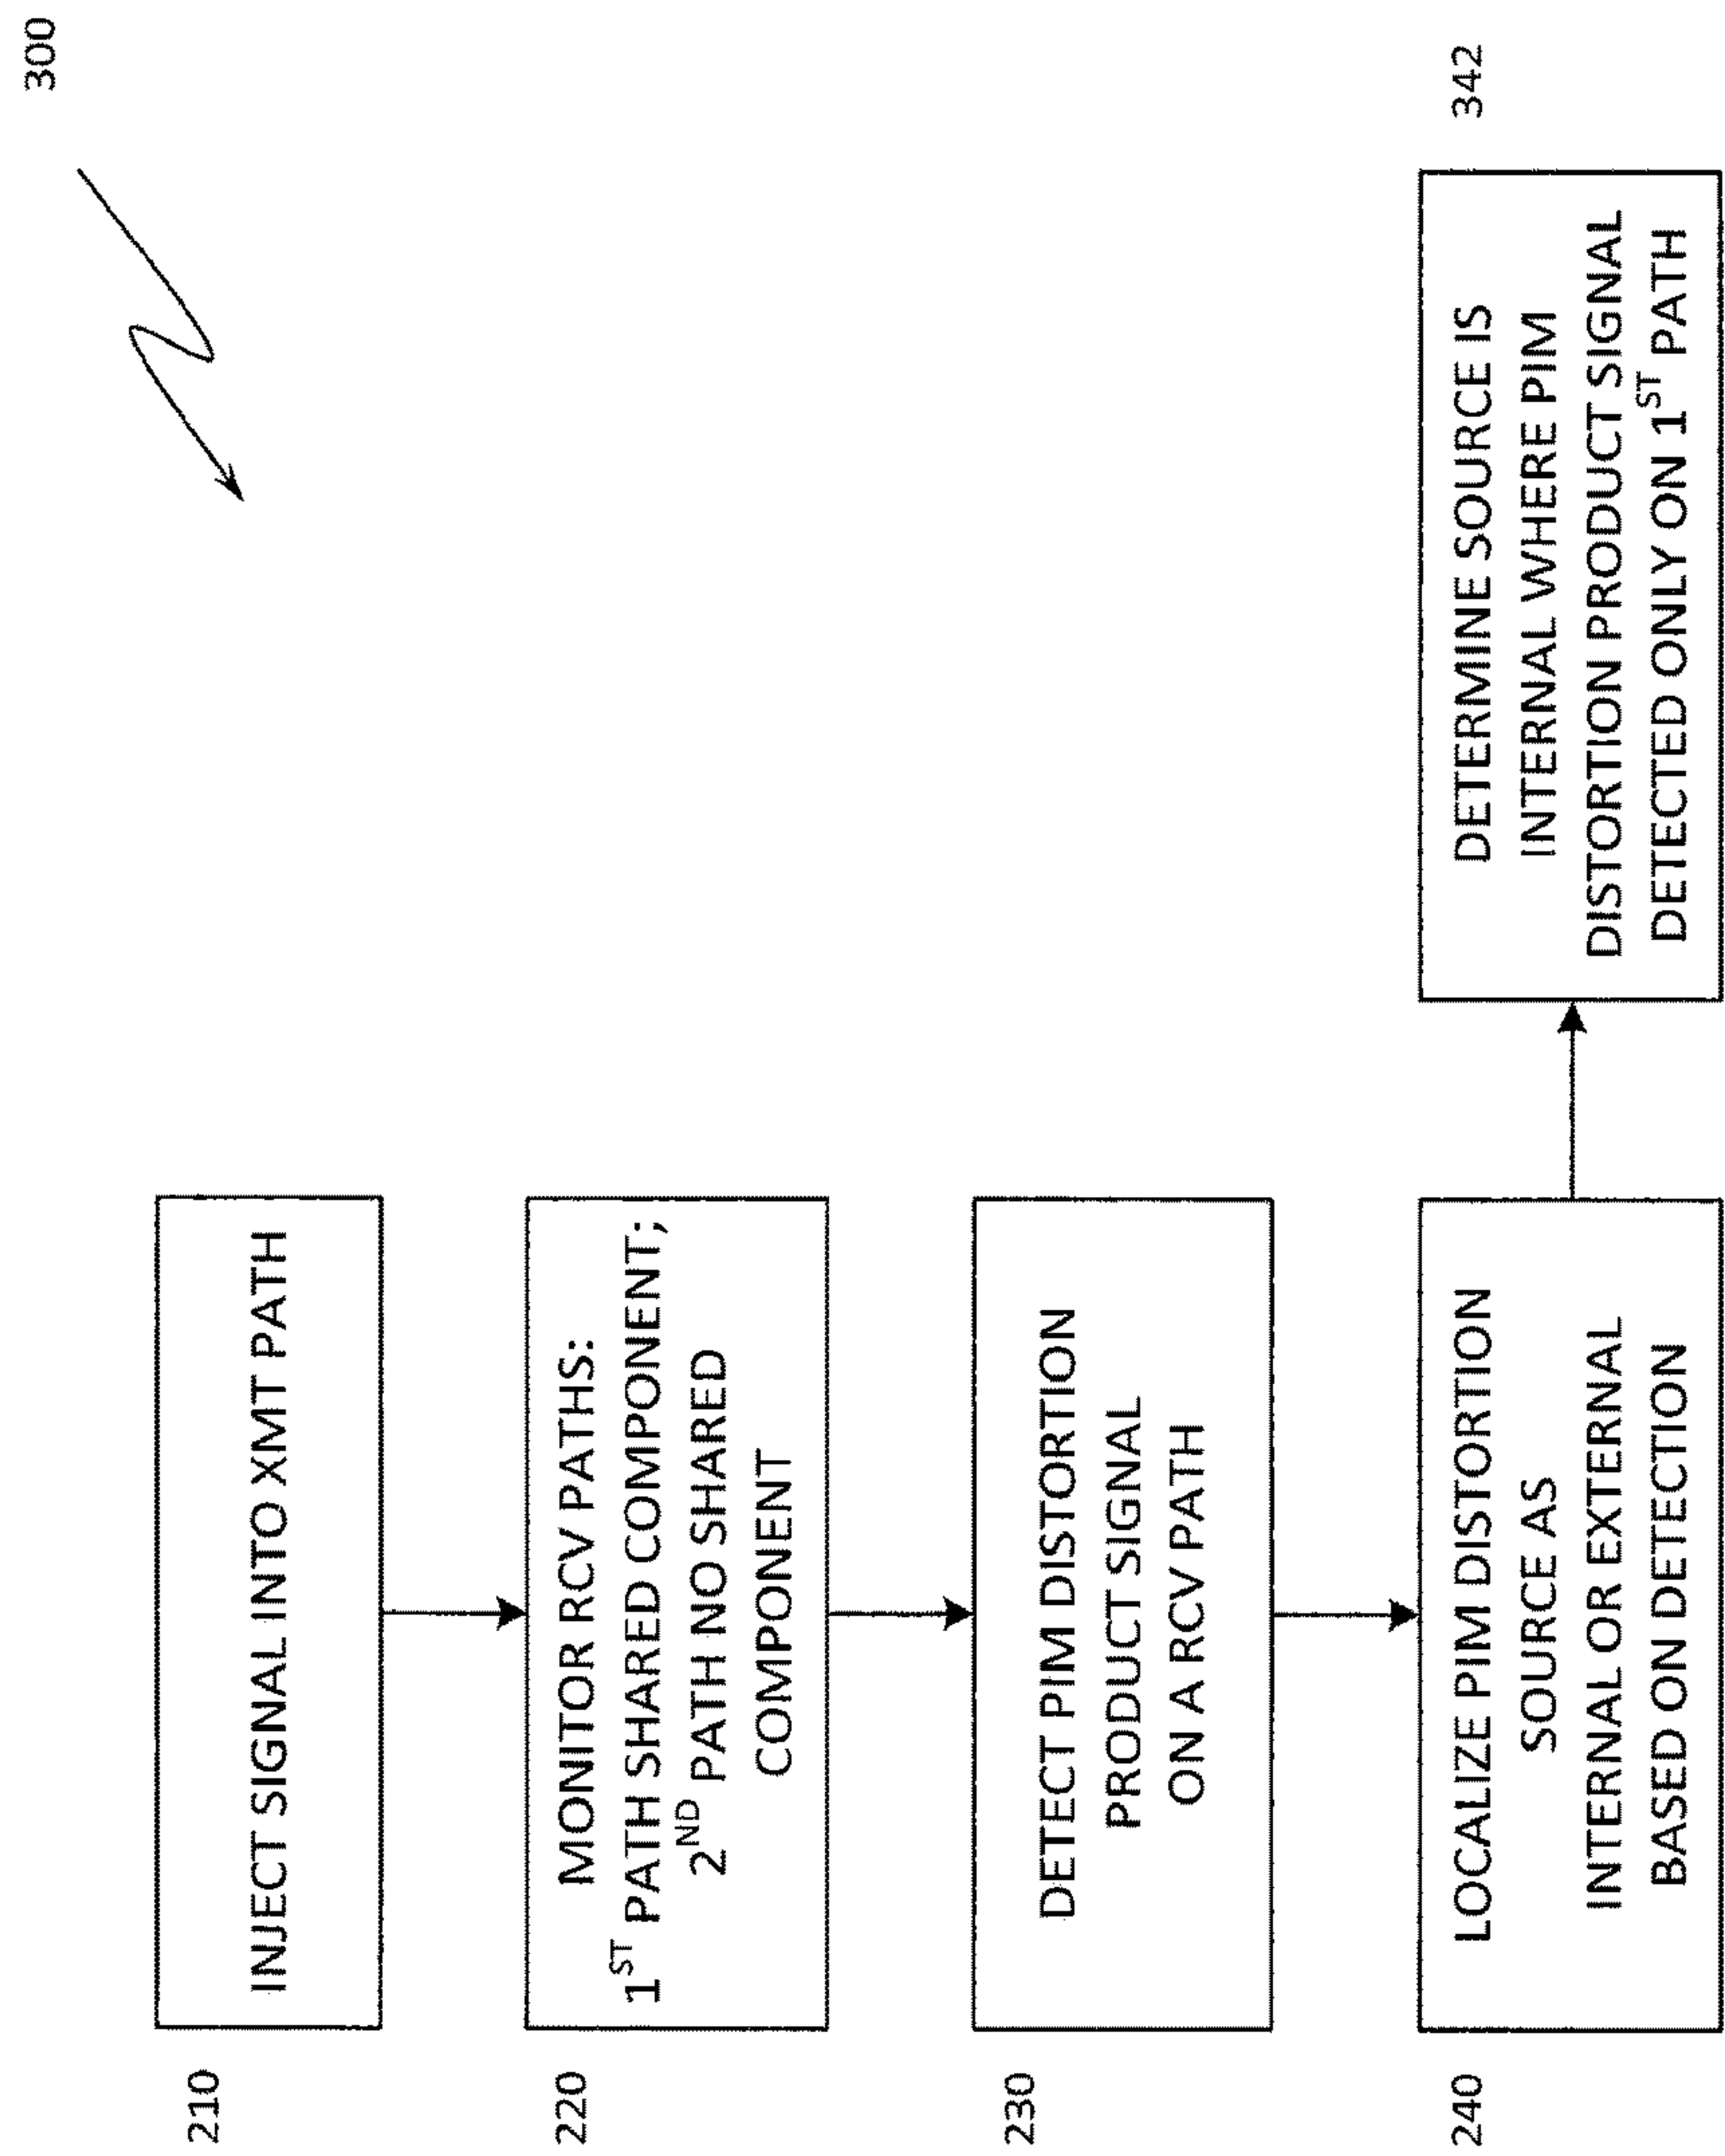 300
210
INJECT SIGNAL INTO XMT PATH
220
MONITOR RCV PATHS:
1ST PATH SHARED COMPONENT;
2ND PATH NO SHARED
COMPONENT
230
DETECT PIM DISTORTION
PRODUCT SIGNAL
ON A RCV PATH
240
LOCALIZE PIM DISTORTION
SOURCE AS
INTERNAL OR EXTERNAL
BASED ON DETECTION
342
DETERMINE SOURCE IS
INTERNAL WHERE PIM
DISTORTION PRODUCT SIGNAL
DETECTED ONLY ON 1ST PATH